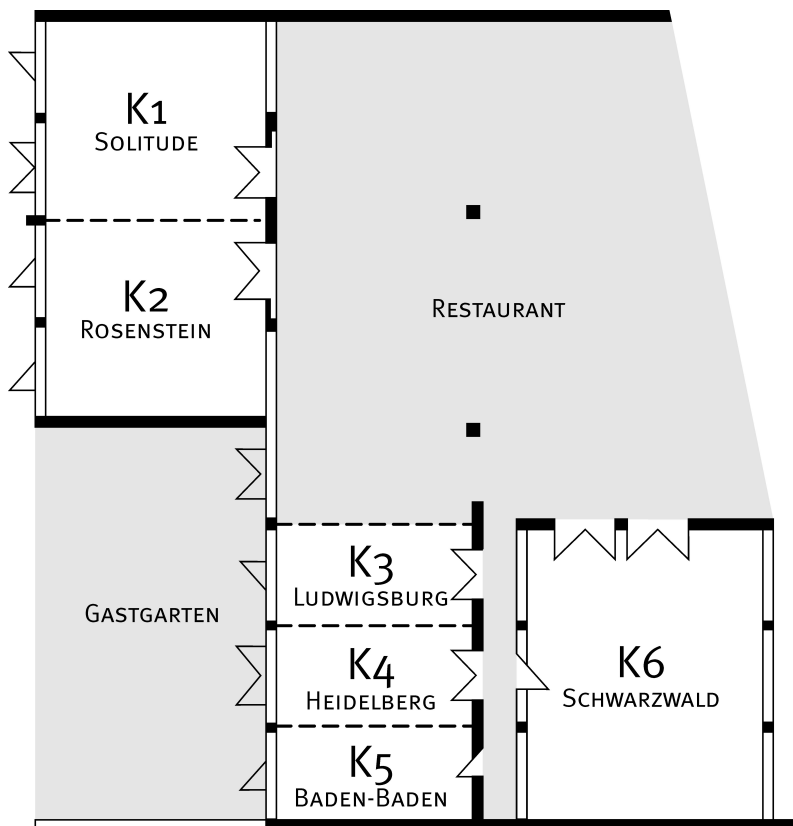 K1
Solitude
K2
Rosenstein
Restaurant
K3
Ludwigsburg
Gastgarten
K4
Heidelberg
K6
Schwarzwald
K5
Baden-Baden